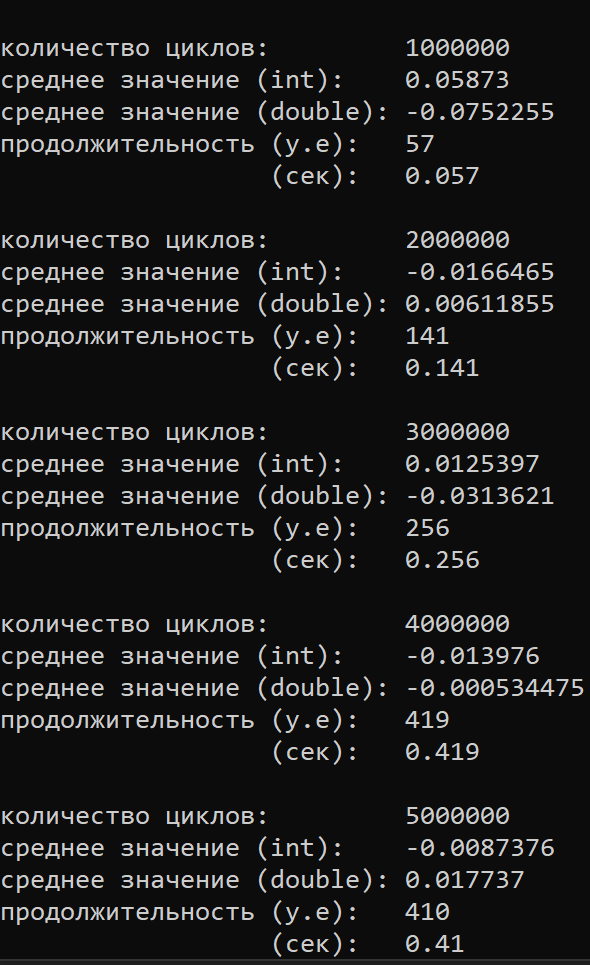 количество циклов: 1000000
среднее значение (int): 0.05873
среднее значение (double): -0.0752255
продолжительность (у.е): 57
(сек): 0.057
количество циклов: 2000000
среднее значение (int): -0.0166465
среднее значение (double): 0.00611855
продолжительность (у.е): 141
(сек): 0.141
количество циклов: 3000000
среднее значение (int): 0.0125397
среднее значение (double): -0.0313621
продолжительность (у.е): 256
(сек): 0.256
количество циклов: 4000000
среднее значение (int): -0.013976
среднее значение (double): -0.000534475
продолжительность (у.е): 419
(сек): 0.419
количество циклов: 5000000
среднее значение (int): -0.0087376
среднее значение (double): 0.017737
продолжительность (у.е): 410
(сек): 0.41